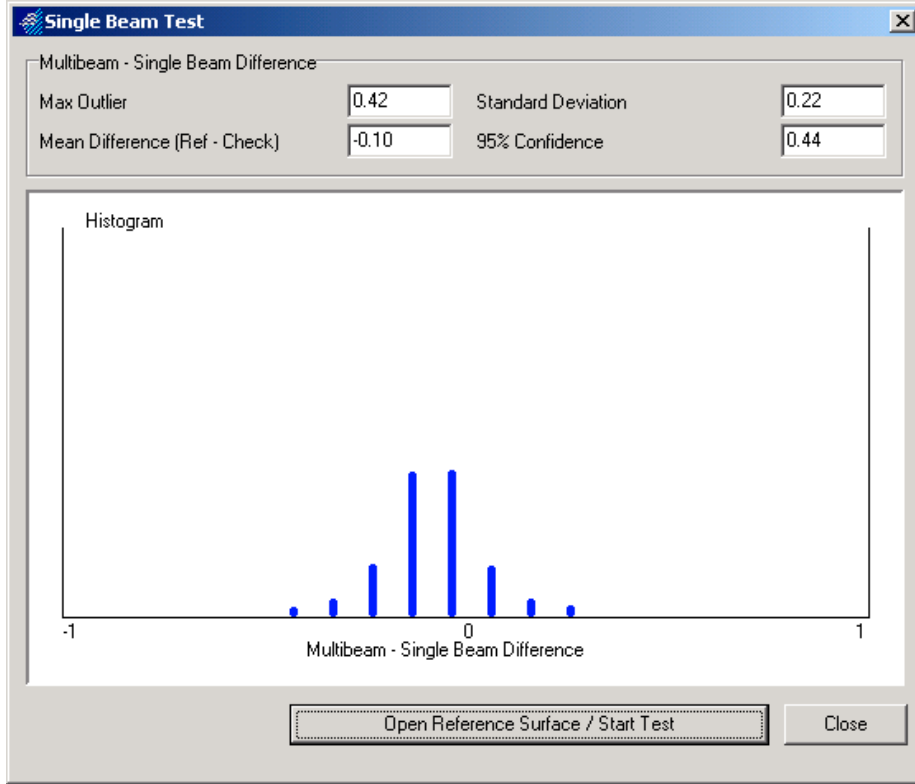 Single Beam Test
Multibeam - Single Beam Difference
Max Outlier 0.42 Standard Deviation 0.22
Mean Difference (Ref - Check) -0.10 95% Confidence 0.44
Histogram
-1 0 1
Multibeam - Single Beam Difference
Open Reference Surface / Start Test Close